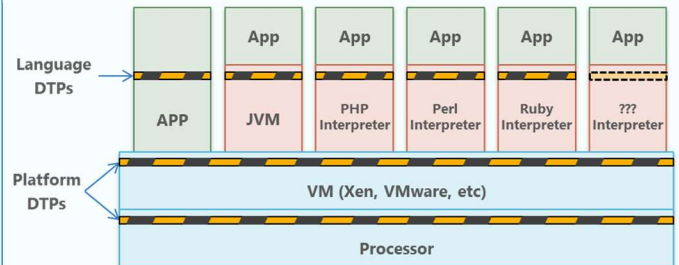 App App App App App
Language
DTPs
APP
JVM
PHP
Interpreter
Perl
Interpreter
Ruby
Interpreter
???
Interpreter
Platform
DTPs
VM (Xen, VMware, etc)
Processor